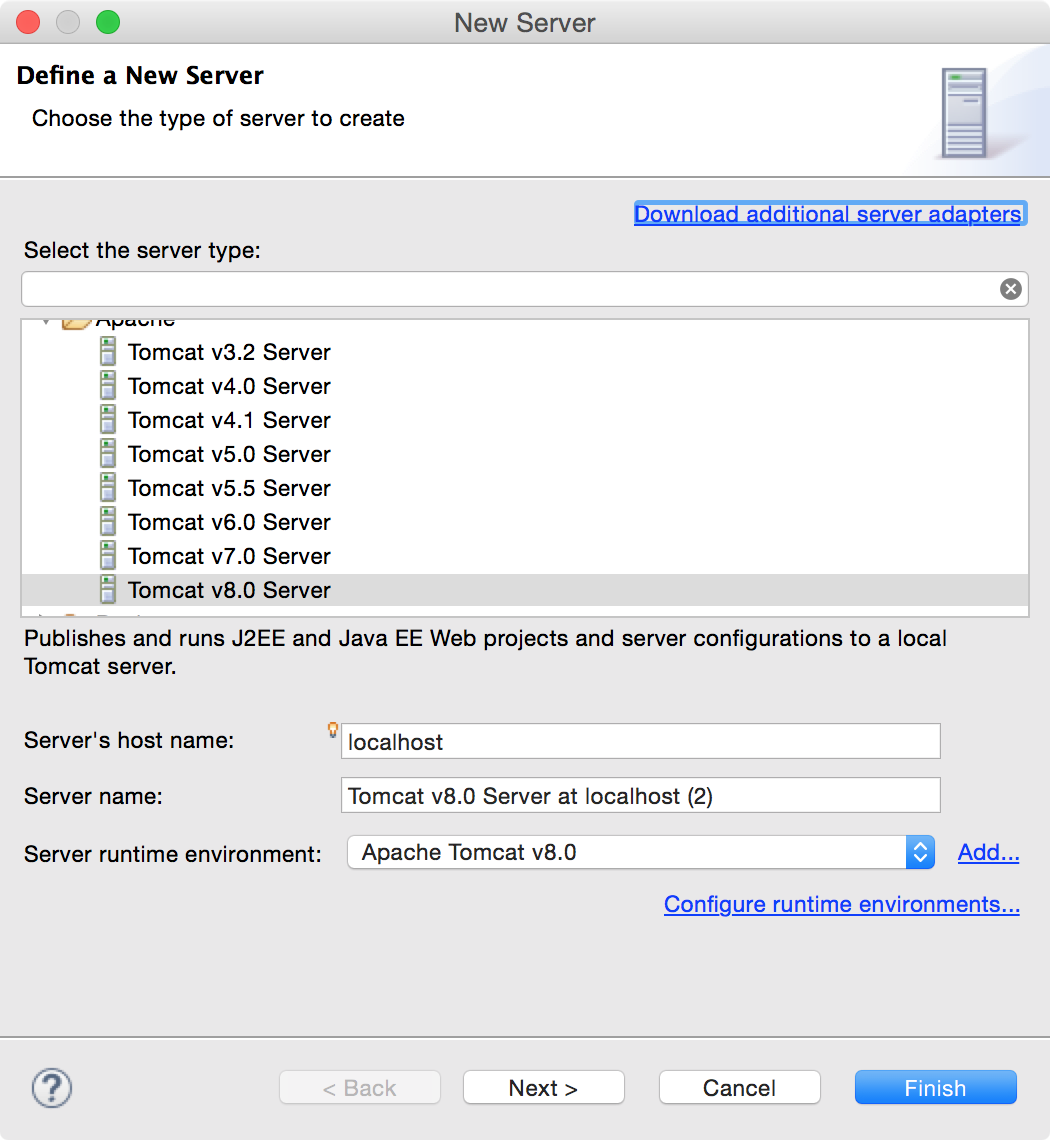 New Server
Define a New Server
Choose the type of server to create
Download additional server adapters
Select the server type:
Apache
Tomcat v3.2 Server
Tomcat v4.0 Server
Tomcat v4.1 Server
Tomcat v5.0 Server
Tomcat v5.5 Server
Tomcat v6.0 Server
Tomcat v7.0 Server
Tomcat v8.0 Server
Publishes and runs J2EE and Java EE Web projects and server configurations to a local
Tomcat server.
Server's host name: localhost
Server name: Tomcat v8.0 Server at localhost (2)
Server runtime environment: Apache Tomcat v8.0 Add...
Configure runtime environments...
? < Back Next > Cancel Finish